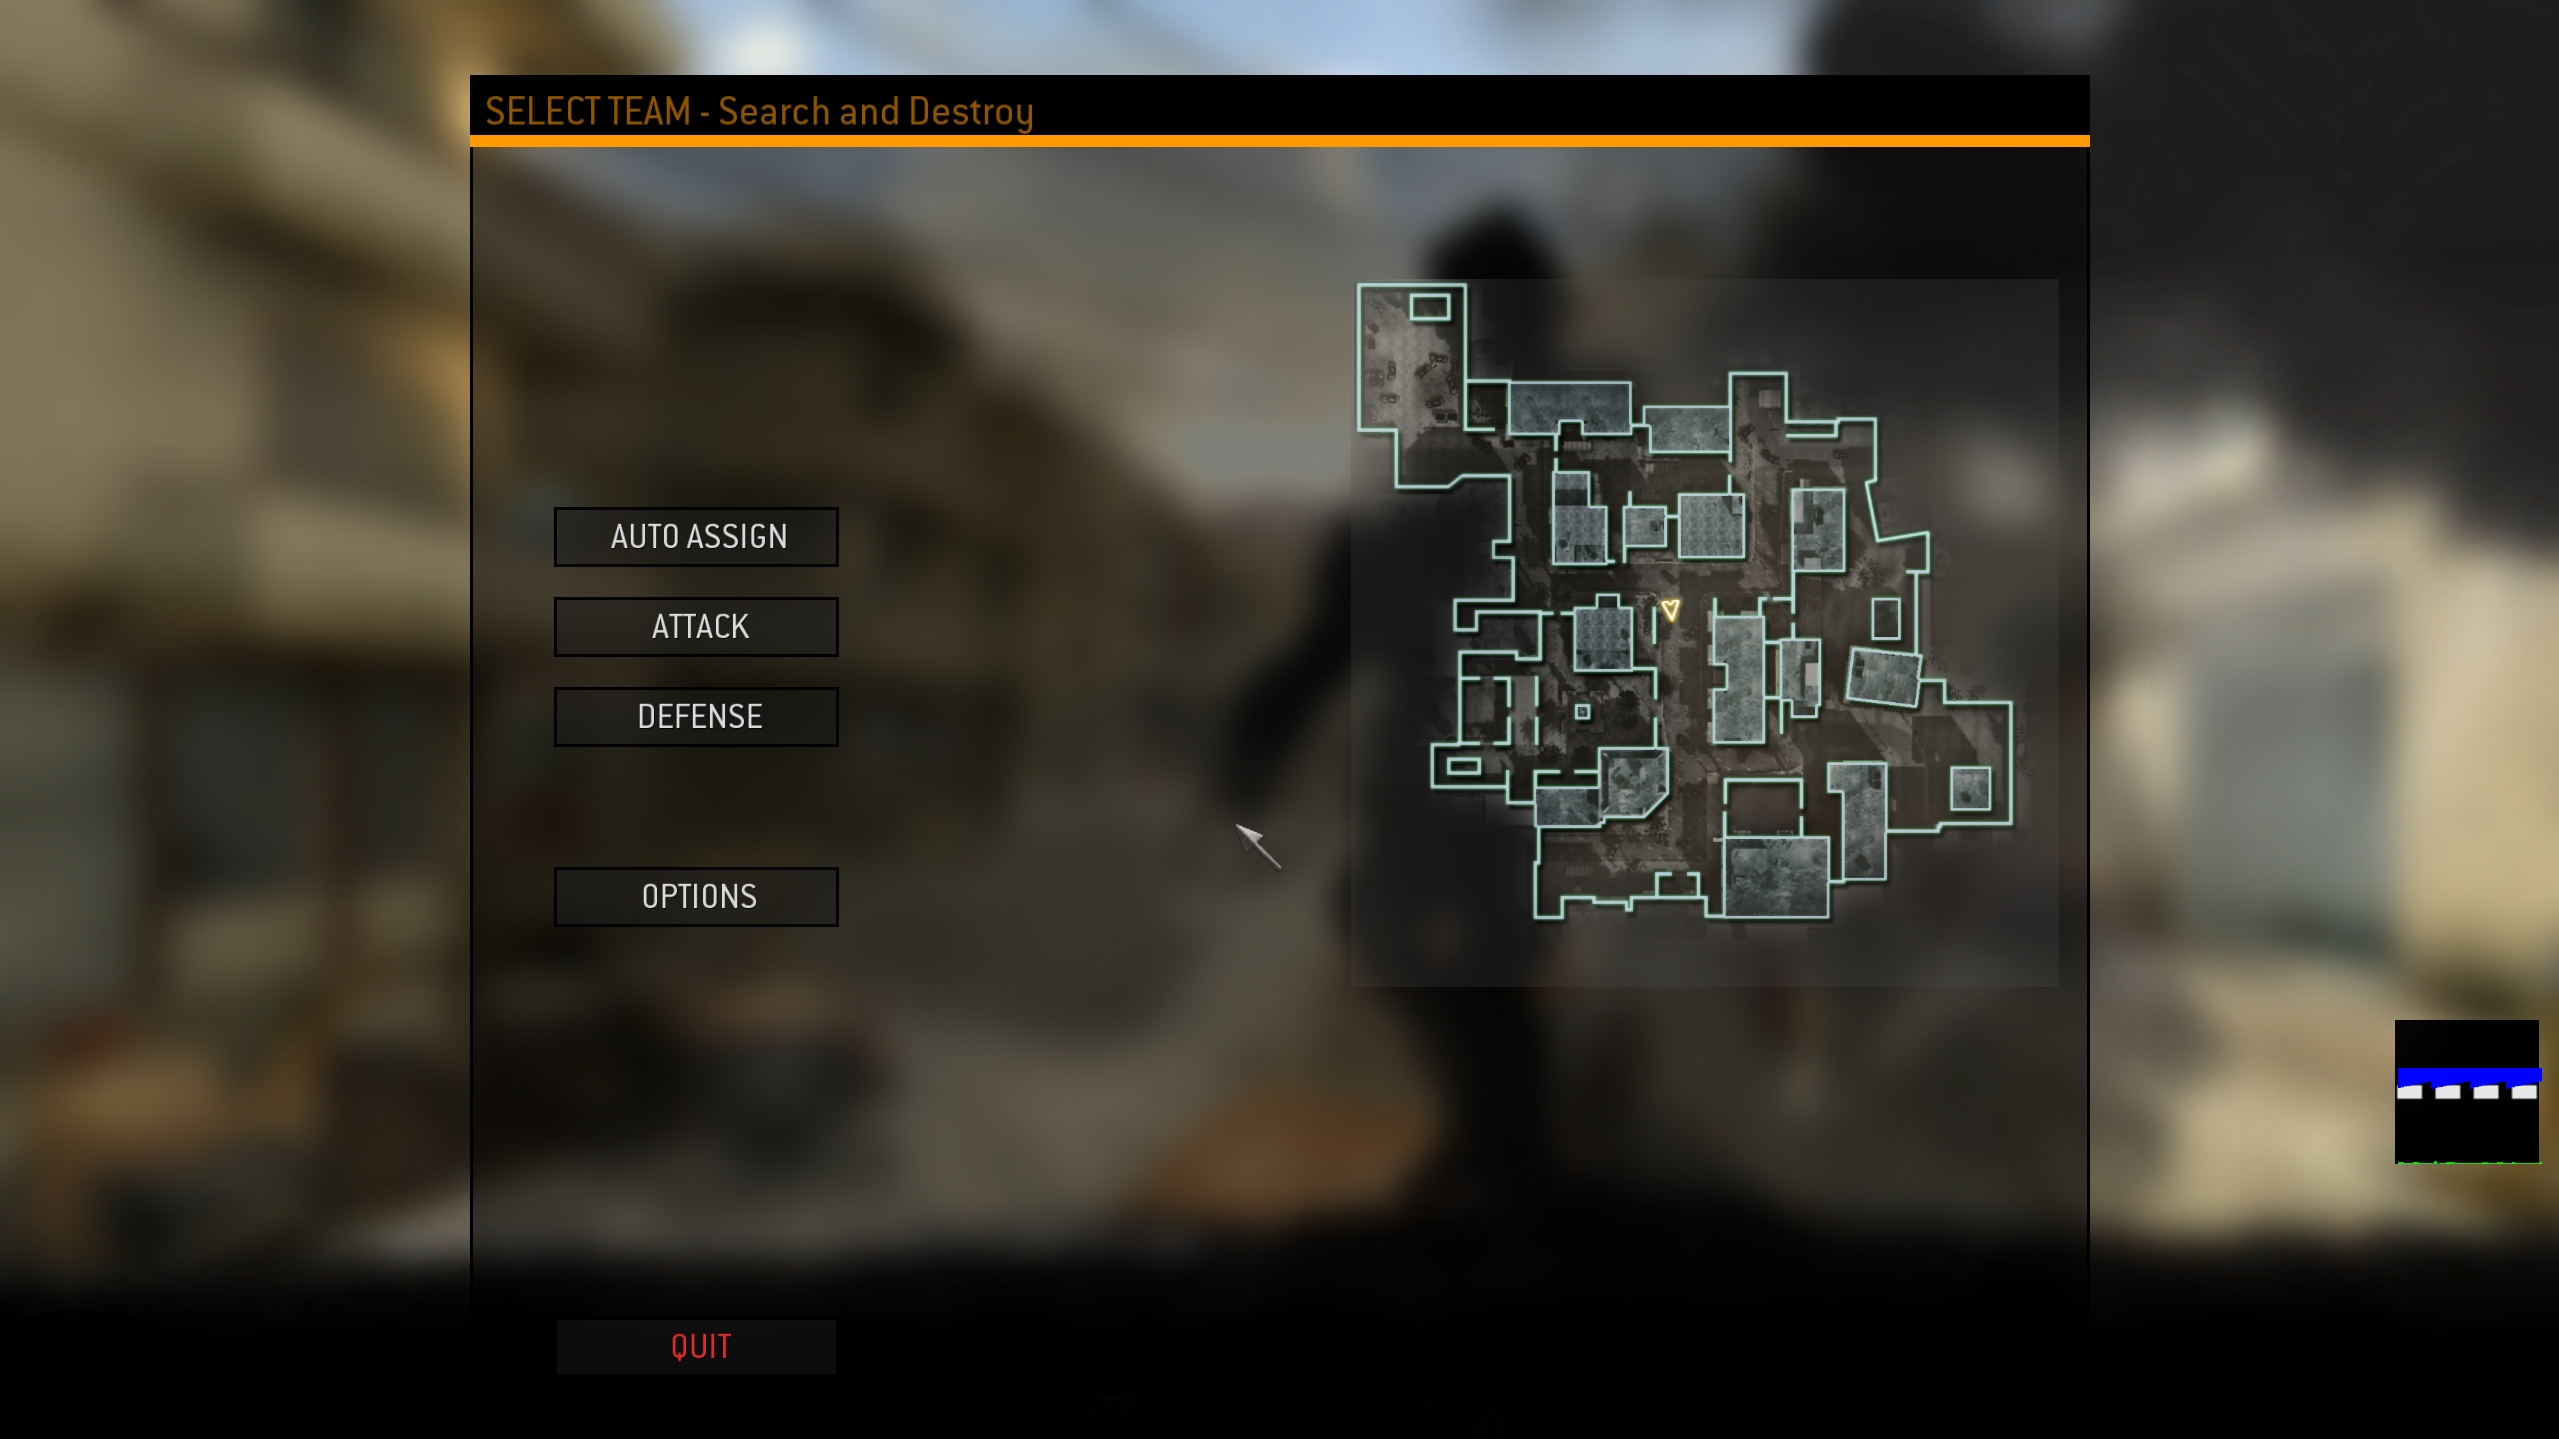 SELECT TEAM - Search and Destroy
AUTO ASSIGN
ATTACK
DEFENSE
OPTIONS
QUIT